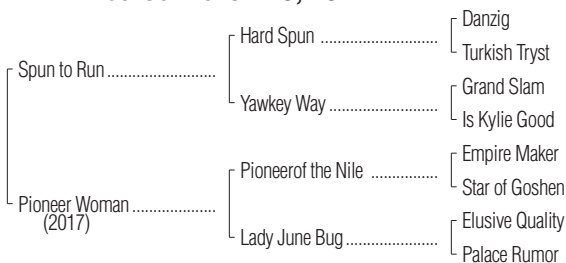 Danzig
Hard Spun ............................
Turkish Tryst
Spun to Run ..........................
Grand Slam
Yawkey Way ..........................
Is Kylie Good
Empire Maker
Pioneerof the Nile ................
Star of Goshen
Pioneer Woman ....................
(2017)
Elusive Quality
Lady June Bug ......................
Palace Rumor